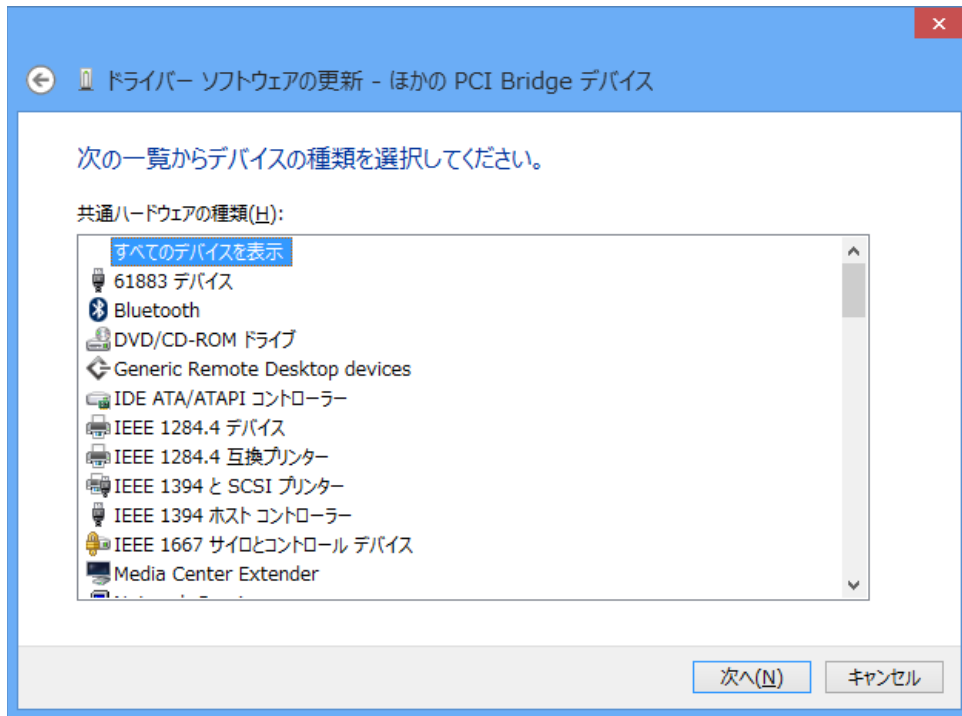 ドライバー ソフトウェアの更新 - ほかの PCI Bridge デバイス
次の一覧からデバイスの種類を選択してください。
共通ハードウェアの種類(H):
すべてのデバイスを表示
61883 デバイス
Bluetooth
DVD/CD-ROM ドライブ
Generic Remote Desktop devices
IDE ATA/ATAPI コントローラー
IEEE 1284.4 デバイス
IEEE 1284.4 互換プリンター
IEEE 1394 と SCSI プリンター
IEEE 1394 ホスト コントローラー
IEEE 1667 サイロとコントロール デバイス
Media Center Extender
次へ(N)
キャンセル